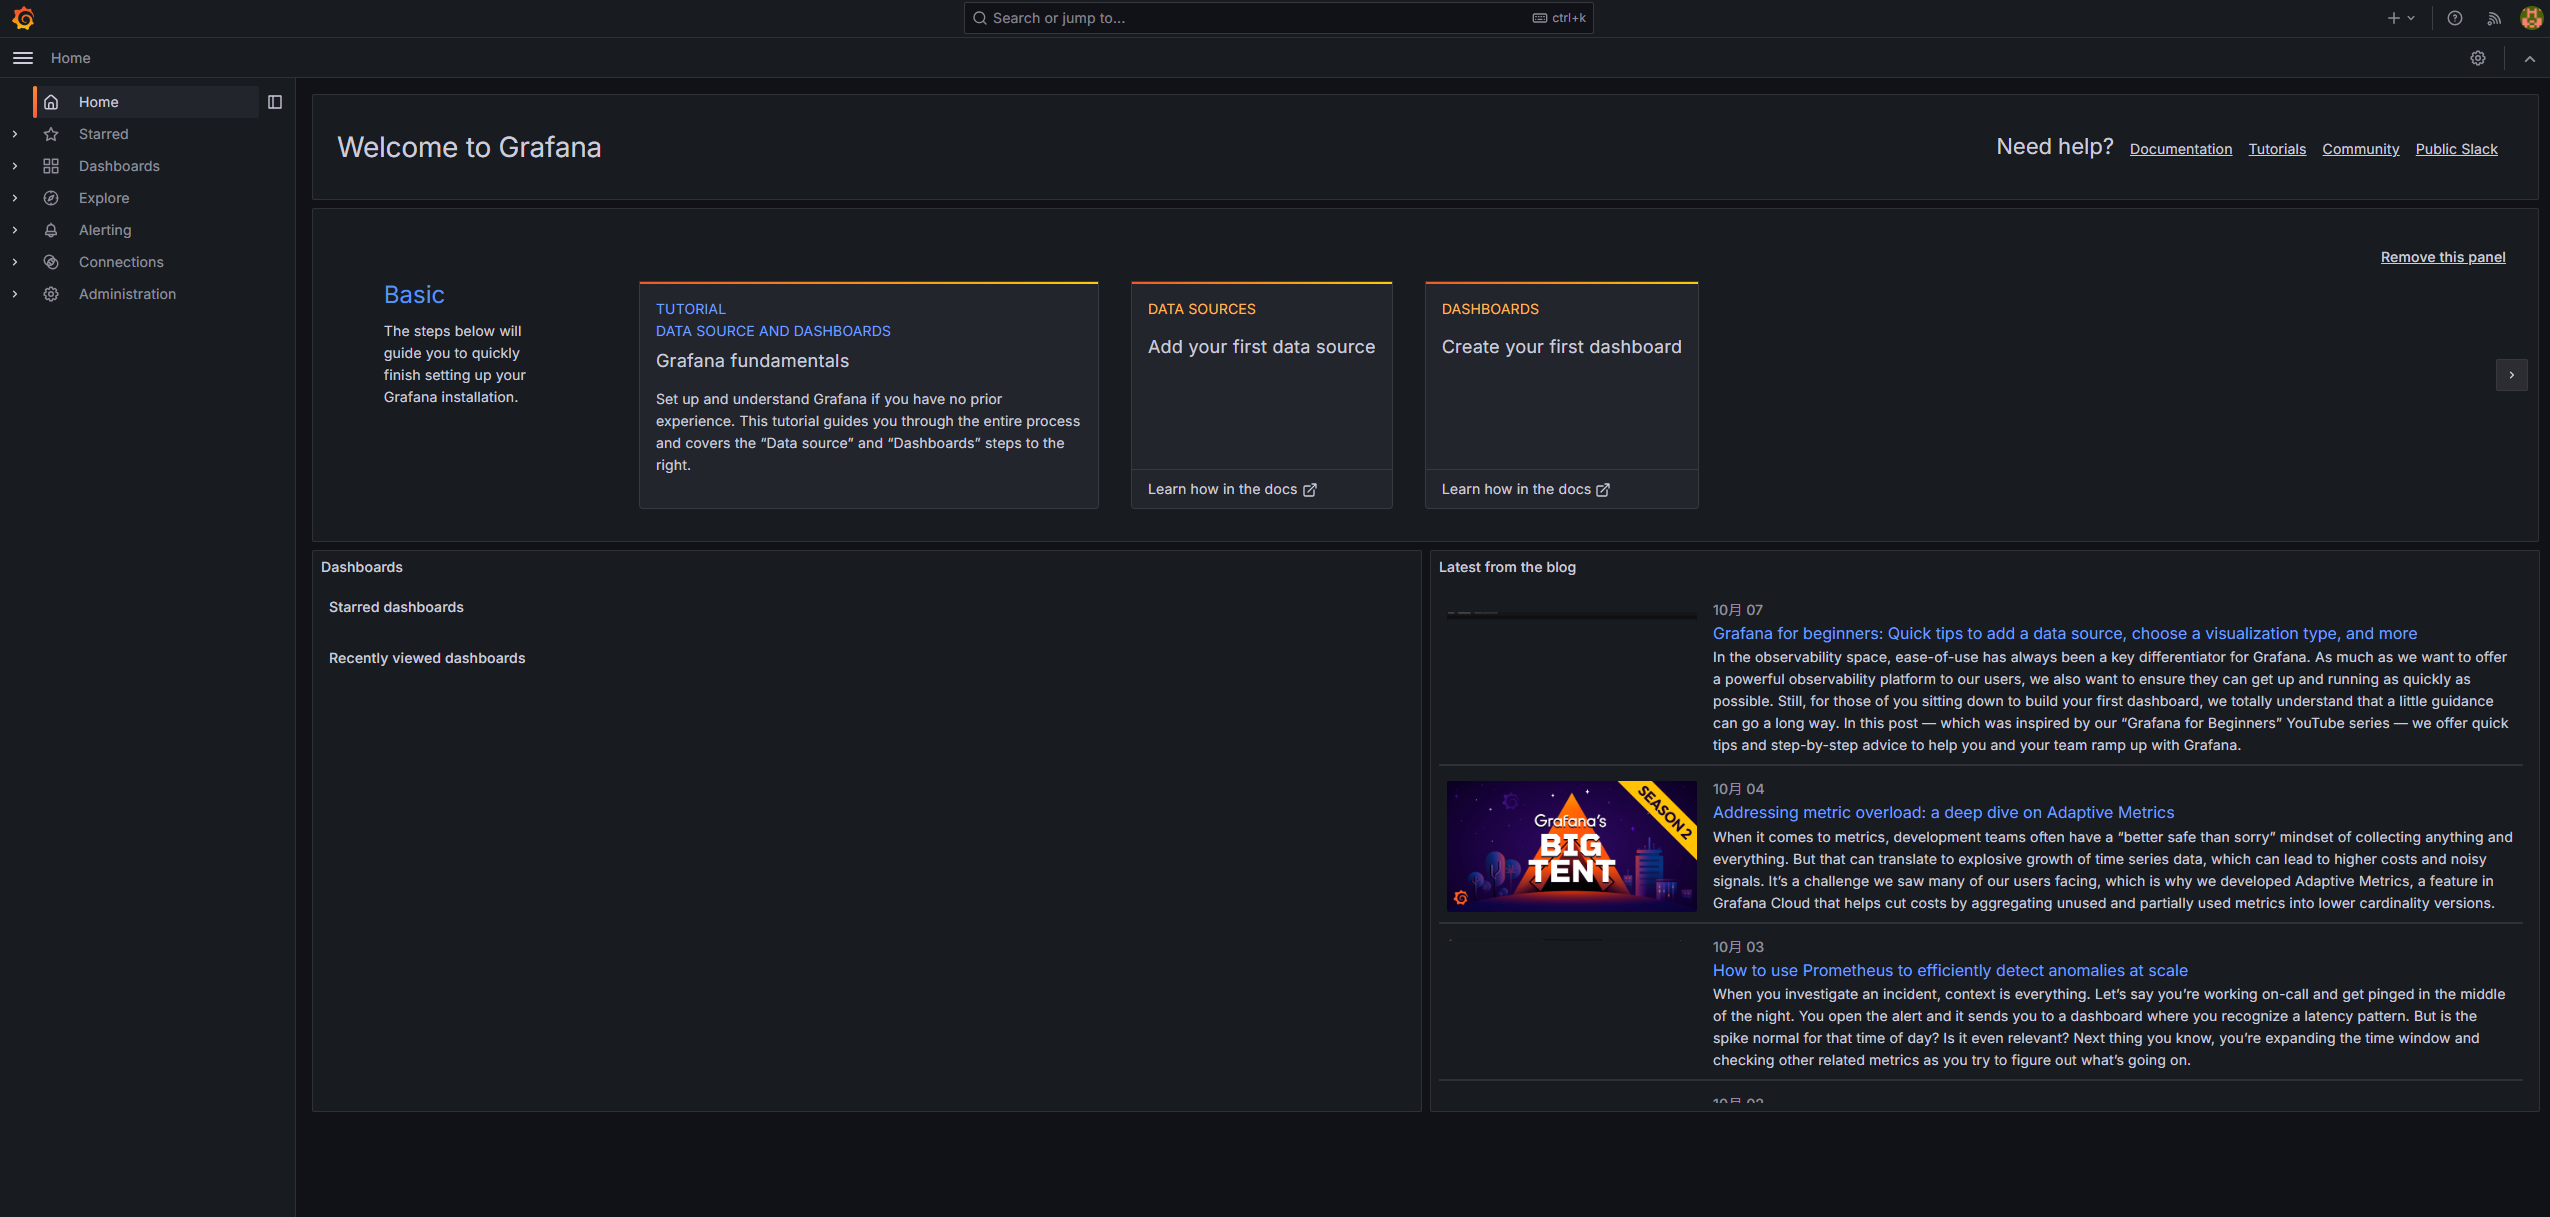 Search or jump to...
ctrl+k
Home
Home
Starred
Dashboards
Explore
Alerting
Connections
Administration
Welcome to Grafana
Need help?
Documentation
Tutorials
Community
Public Slack
Remove this panel
Basic
The steps below will
guide you to quickly
finish setting up your
Grafana installation.
TUTORIAL
DATA SOURCE AND DASHBOARDS
Grafana fundamentals
Set up and understand Grafana if you have no prior
experience. This tutorial guides you through the entire process
and covers the “Data source” and “Dashboards” steps to the
right.
DATA SOURCES
Add your first data source
Learn how in the docs
DASHBOARDS
Create your first dashboard
Learn how in the docs
Dashboards
Starred dashboards
Recently viewed dashboards
Latest from the blog
10月 07
Grafana for beginners: Quick tips to add a data source, choose a visualization type, and more
In the observability space, ease-of-use has always been a key differentiator for Grafana. As much as we want to offer
a powerful observability platform to our users, we also want to ensure they can get up and running as quickly as
possible. Still, for those of you sitting down to build your first dashboard, we totally understand that a little guidance
can go a long way. In this post — which was inspired by our “Grafana for Beginners” YouTube series — we offer quick
tips and step-by-step advice to help you and your team ramp up with Grafana.
Grafana's
BIG
TENT
SEASON 2
10月 04
Addressing metric overload: a deep dive on Adaptive Metrics
When it comes to metrics, development teams often have a “better safe than sorry” mindset of collecting anything and
everything. But that can translate to explosive growth of time series data, which can lead to higher costs and noisy
signals. It’s a challenge we saw many of our users facing, which is why we developed Adaptive Metrics, a feature in
Grafana Cloud that helps cut costs by aggregating unused and partially used metrics into lower cardinality versions.
10月 03
How to use Prometheus to efficiently detect anomalies at scale
When you investigate an incident, context is everything. Let’s say you’re working on-call and get pinged in the middle
of the night. You open the alert and it sends you to a dashboard where you recognize a latency pattern. But is the
spike normal for that time of day? Is it even relevant? Next thing you know, you’re expanding the time window and
checking other related metrics as you try to figure out what’s going on.